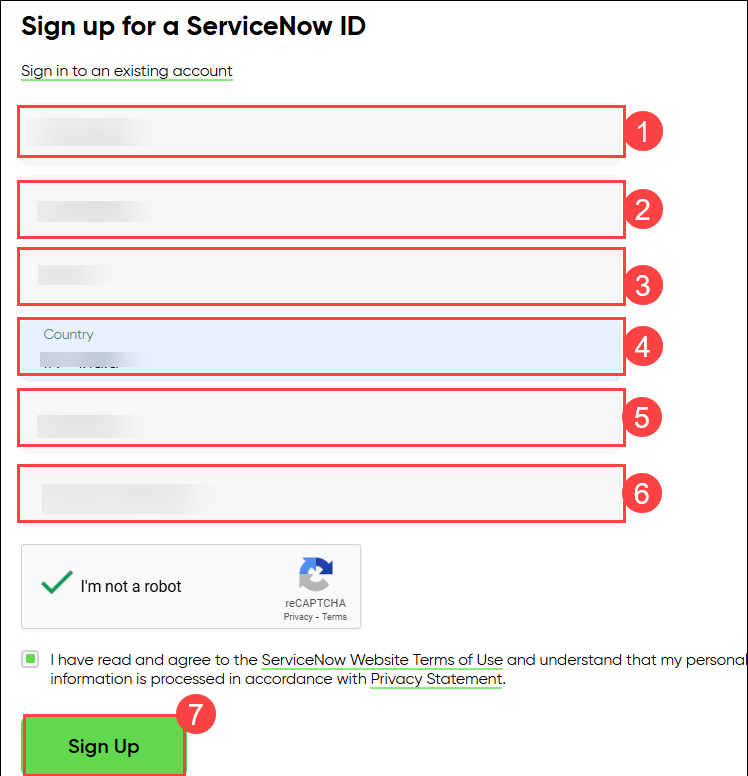 Sign up for a ServiceNow ID
Sign in to an existing account
1
2
3
Country
4
5
6
I'm not a robot
reCAPTCHA
Privacy - Terms
I have read and agree to the ServiceNow Website Terms of Use and understand that my personal
information is processed in accordance with Privacy Statement.
7
Sign Up